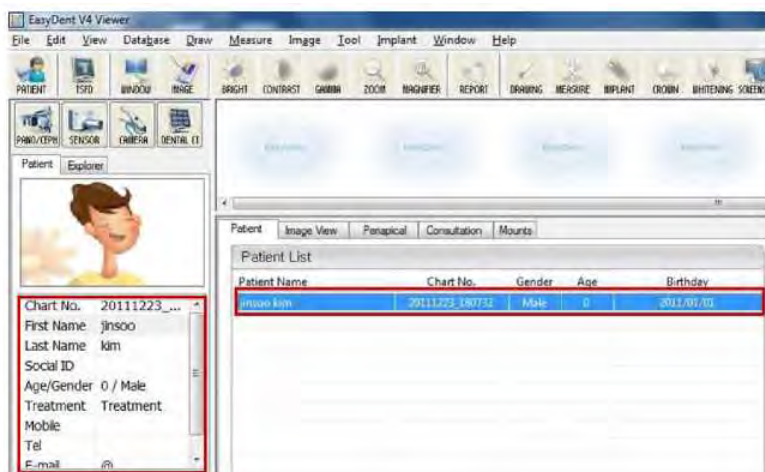 EasyDent V4 Viewer
File Edit View Database Draw Measure Image Tool Implant Window Help
PATIENT TSFD WINDOW IMAGE BRIGHT CONTRAST GAMMA ZOOM MAGNIFIER REPORT DRAWING MEASURE IMPLANT CROWN WHITENING SCREEN
PANO/CEPH SENSOR CAMERA DENTAL CT
Patient Explorer
Patient Image View Periapical Consultation Mounts
Patient List
Patient Name Chart No. Gender Age Birthday
jinsoo kim 20111223_180732 Male 0 2011/01/01
Chart No. 20111223_...
First Name jinsoo
Last Name kim
Social ID
Age/Gender 0 / Male
Treatment Treatment
Mobile
Tel
E-mail @